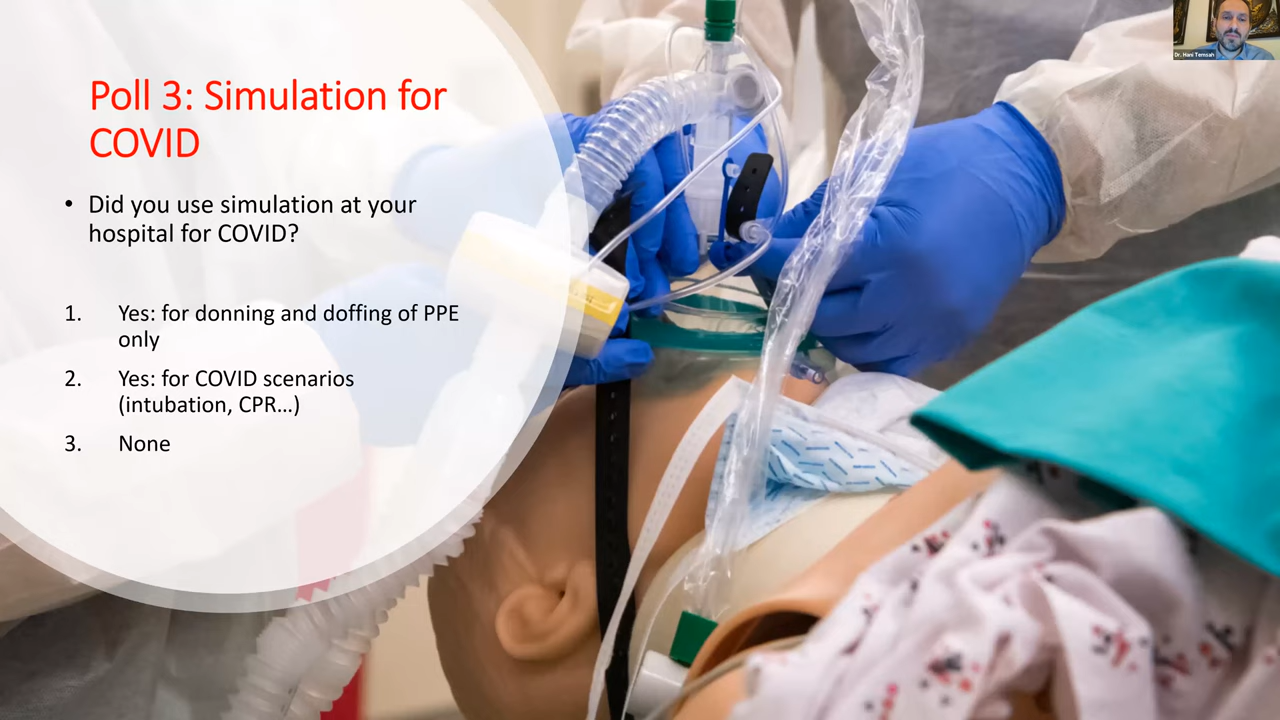 Poll 3: Simulation for
COVID
• Did you use simulation at your
hospital for COVID?
1. Yes: for donning and doffing of PPE
only
2. Yes: for COVID scenarios
(intubation, CPR...)
3. None
Dr. Hani Temsah